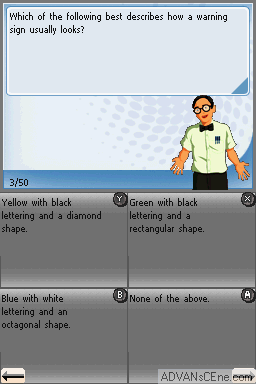 Which of the following best describes how a warning
sign usually looks?
3/50
Yellow with black
lettering and a diamond
shape.
Y
Green with black
lettering and a
rectangular shape.
X
Blue with white
lettering and an
octagonal shape.
B
None of the above.
A
ADVANsCEne.com